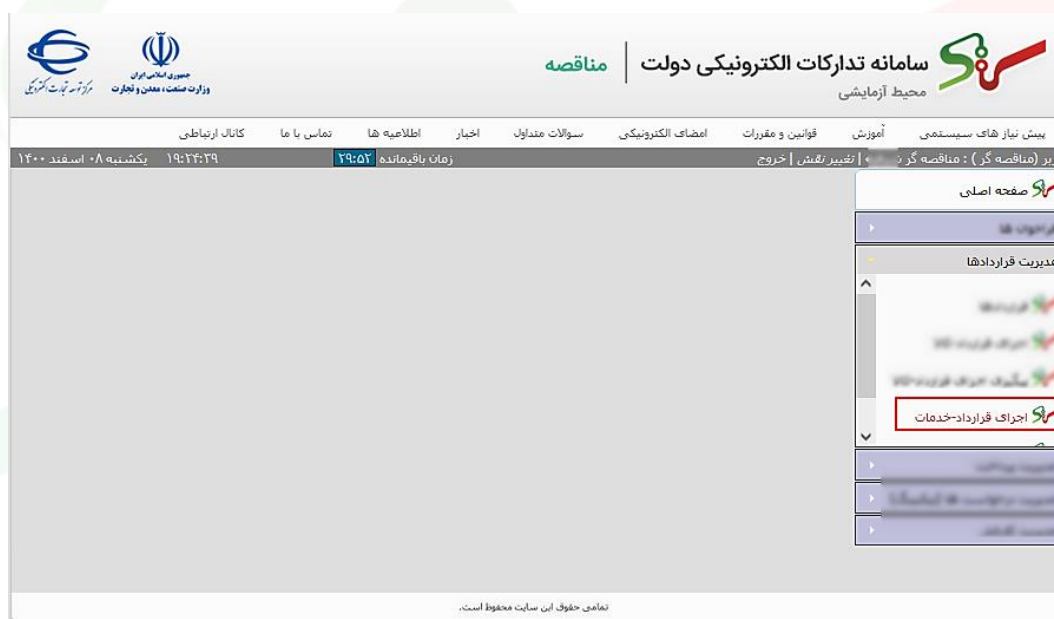 سامانه تدارکات الکترونیکی دولت | مناقصه
محیط آزمایشی
جمهوری اسلامی ایران
وزارت صنعت، معدن و تجارت
مرکز توسعه تجارت الکترونیکی
پیش نیاز های سیستمی آموزش قوانین و مقررات امضای الکترونیکی سوالات متداول اخبار اطلاعیه ها تماس با ما کانال ارتباطی
بر (مناقصه گر ) : مناقصه گر | تغییر نقش | خروج زمان باقیمانده ۲۹:۵۲ ۱۹:۲۴:۳۹ یکشنبه ۰۸ اسفند ۱۴۰۰
صفحه اصلی
مدیریت قراردادها
اجرای قرارداد-خدمات
تمامی حقوق این سایت محفوظ است.